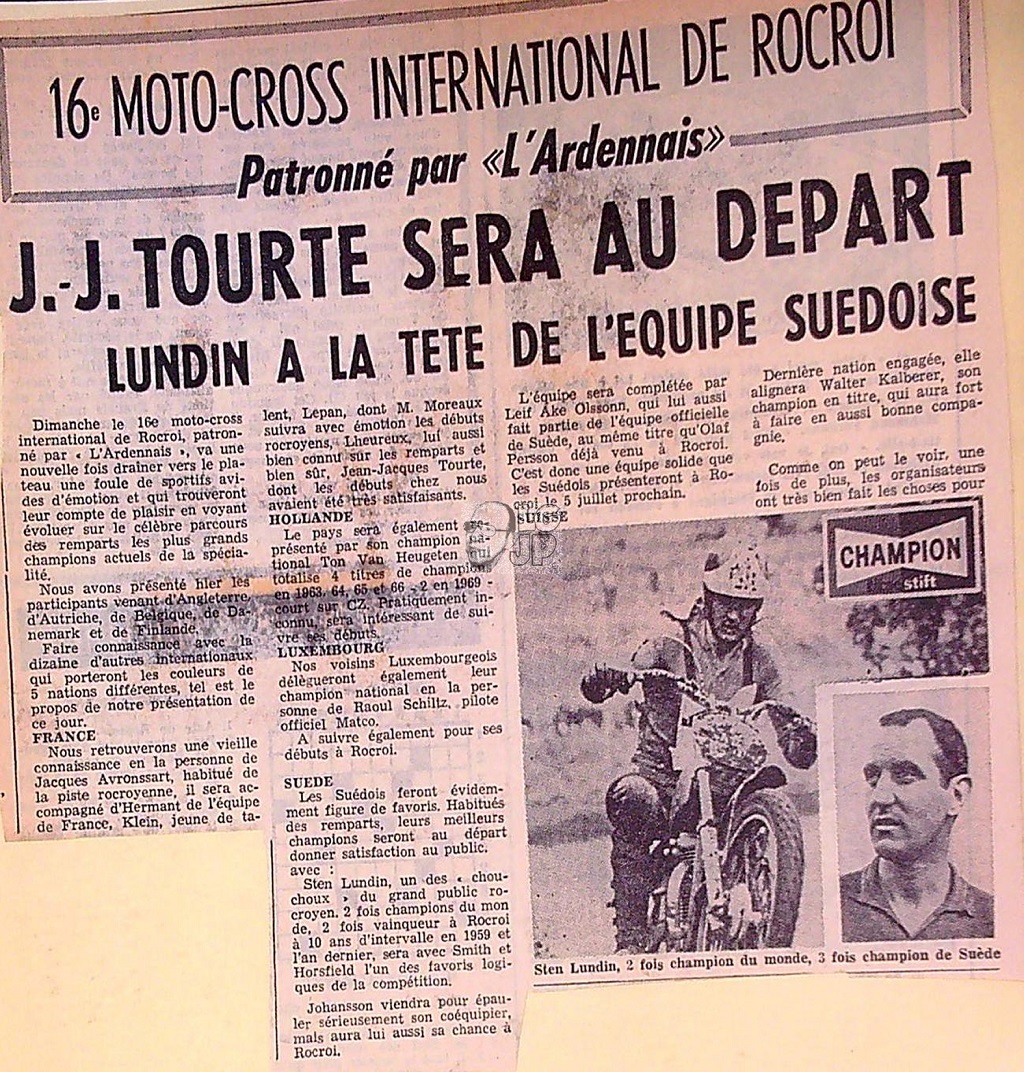 16e MOTO-CROSS INTERNATIONAL DE ROCROI
Patronné par «L'Ardennais»
J.-J. TOURTE SERA AU DEPART
LUNDIN A LA TETE DE L'EQUIPE SUEDOISE
Dimanche le 16e moto-cross
international de Rocroi, patron-
né par « L'Ardennais », va une
nouvelle fois drainer vers le pla-
teau une foule de sportifs avi-
des d'émotion et qui trouveront
leur compte de plaisir en voyant
évoluer sur le célèbre parcours
des remparts les plus grands
champions actuels de la spécia-
lité.
Nous avons présenté hier les
participants venant d'Angleterre,
d'Autriche, de Belgique, de Da-
nemark et de Finlande.
Faire connaissance avec la
dizaine d'autres internationaux
qui porteront les couleurs de
5 nations différentes, tel est le
propos de notre présentation de
ce jour.
FRANCE
Nous retrouverons une vieille
connaissance en la personne de
Jacques Avronssart, habitué de
la piste rocroyenne, il sera ac-
compagné d'Hermant de l'équipe
de France, Klein, jeune de ta-
lent, Lepan, dont M. Moreaux
suivra avec émotion les débuts
rocroyens, Lheureux, lui aussi
bien connu sur les remparts et
bien sûr, Jean-Jacques Tourte,
dont les débuts chez nous
avaient été très satisfaisants.
HOLLANDE
Le pays sera également
présenté par son champion
tional Ton Van Heugeten
totalise 4 titres de champion
en 1963, 64, 65 et 66 - 2 en 1969 -
court sur CZ. Pratiquement in-
connu, sera intéressant de sui-
vre ses débuts.
LUXEMBOURG
Nos voisins Luxembourgeois
délègueront également leur
champion national en la per-
sonne de Raoul Schiltz, pilote
officiel Matco.
A suivre également pour ses
débuts à Rocroi.
SUEDE
Les Suédois feront évidem-
ment figure de favoris. Habitués
des remparts, leurs meilleurs
champions seront au départ
donner satisfaction au public.
avec :
Sten Lundin, un des « chou-
choux » du grand public ro-
croyen. 2 fois champions du mon
de, 2 fois vainqueur à Rocroi
à 10 ans d'intervalle en 1959 et
l'an dernier, sera avec Smith et
Horsfield l'un des favoris logi-
ques de la compétition.
Johansson viendra pour épau-
ler sérieusement son coéquipier,
mais aura lui aussi sa chance à
Rocroi.
L'équipe sera complétée par
Leif Ake Olssonn, qui lui aussi
fait partie de l'équipe officielle
de Suède, au même titre qu'Olaf
Persson déjà venu à Rocroi.
C'est donc une équipe solide que
les Suédois présenteront à Ro-
le 5 juillet prochain.
SUISSE
Dernière nation engagée, elle
alignera Walter Kalberer, son
champion en titre, qui aura fort
à faire en aussi bonne compa-
gnie.
Comme on peut le voir, une
fois de plus, les organisateurs
ont très bien fait les choses pour
CHAMPION
stift
Sten Lundin, 2 fois champion du monde, 3 fois champion de Suède